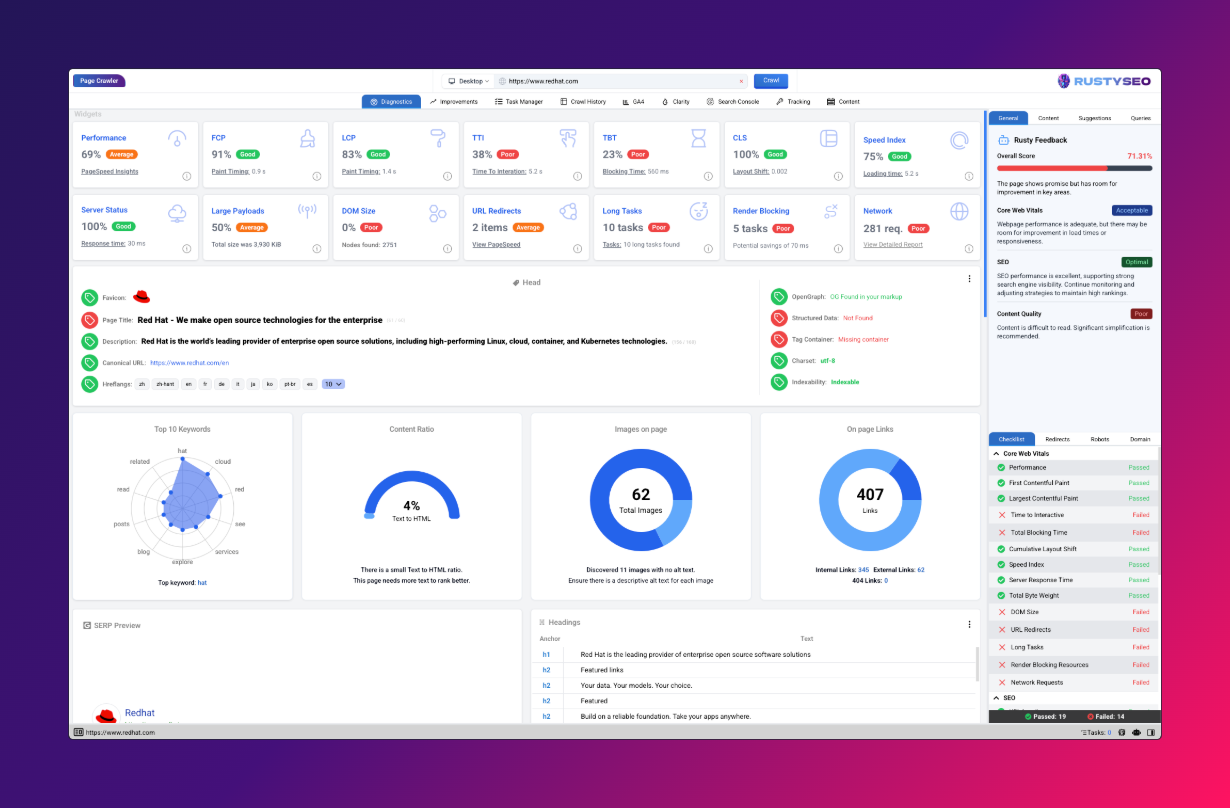 Page Crawler
Desktop
https://www.redhat.com
Crawl
RUSTYSEO
Diagnostics Improvements Task Manager Crawl History GA4 Clarity Search Console Tracking Content
Widgets
Performance
69% Average
PageSpeed Insights
FCP
91% Good
Paint Timing: 0.9 s
LCP
83% Good
Paint Timing: 1.4 s
TTI
38% Poor
Time To Interation: 5.2 s
TBT
23% Poor
Blocking Time: 560 ms
CLS
100% Good
Layout Shift: 0.002
Speed Index
75% Good
Loading time: 5.2 s
Server Status
100% Good
Response time: 30 ms
Large Payloads
50% Average
Total size was 3,930 KiB
DOM Size
0% Poor
Nodes found: 2751
URL Redirects
2 items Average
View PageSpeed
Long Tasks
10 tasks Poor
Tasks: 10 long tasks found
Render Blocking
5 tasks Poor
Potential savings of 70 ms
Network
281 req. Poor
View Detailed Report
Head
Favicon:
Page Title: Red Hat - We make open source technologies for the enterprise
Description: Red Hat is the world's leading provider of enterprise open source solutions, including high-performing Linux, cloud, container, and Kubernetes technologies.
Canonical URL: https://www.redhat.com/en
Hreflangs: zh zh-hant en fr de it ja ko pt-br es 10
OpenGraph: OG Found in your markup
Structured Data: Not Found
Tag Container: Missing container
Charset: utf-8
Indexability: Indexable
Top 10 Keywords
hat
cloud
red
see
services
explore
blog
posts
read
related
Top keyword: hat
Content Ratio
4%
Text to HTML
There is a small Text to HTML ratio.
This page needs more text to rank better.
Images on page
62
Total Images
Discovered 11 images with no alt text.
Ensure there is a descriptive alt text for each image
On page Links
407
Links
Internal Links: 345 External Links: 62
404 Links: 0
SERP Preview
Redhat
Headings
Anchor Text
h1 Red Hat is the leading provider of enterprise open source software solutions
h2 Featured links
h2 Your data. Your models. Your choice.
h2 Featured
h2 Build on a reliable foundation. Take your apps anywhere.
General Content Suggestions Queries
Rusty Feedback
Overall Score 71.31%
The page shows promise but has room for
improvement in key areas.
Core Web Vitals Acceptable
Webpage performance is adequate, but there may be
room for improvement in load times or
responsiveness.
SEO Optimal
SEO performance is excellent, supporting strong
search engine visibility. Continue monitoring and
adjusting strategies to maintain high rankings.
Content Quality Poor
Content is difficult to read. Significant simplification is
recommended.
Checklist Redirects Robots Domain
Core Web Vitals
Performance Passed
First Contentful Paint Passed
Largest Contentful Paint Passed
Time to Interactive Failed
Total Blocking Time Failed
Cumulative Layout Shift Passed
Speed Index Passed
Server Response Time Passed
Total Byte Weight Passed
DOM Size Failed
URL Redirects Failed
Long Tasks Failed
Render Blocking Resources Failed
Network Requests Failed
SEO
Passed: 19 Failed: 14
https://www.redhat.com
Tasks: 0